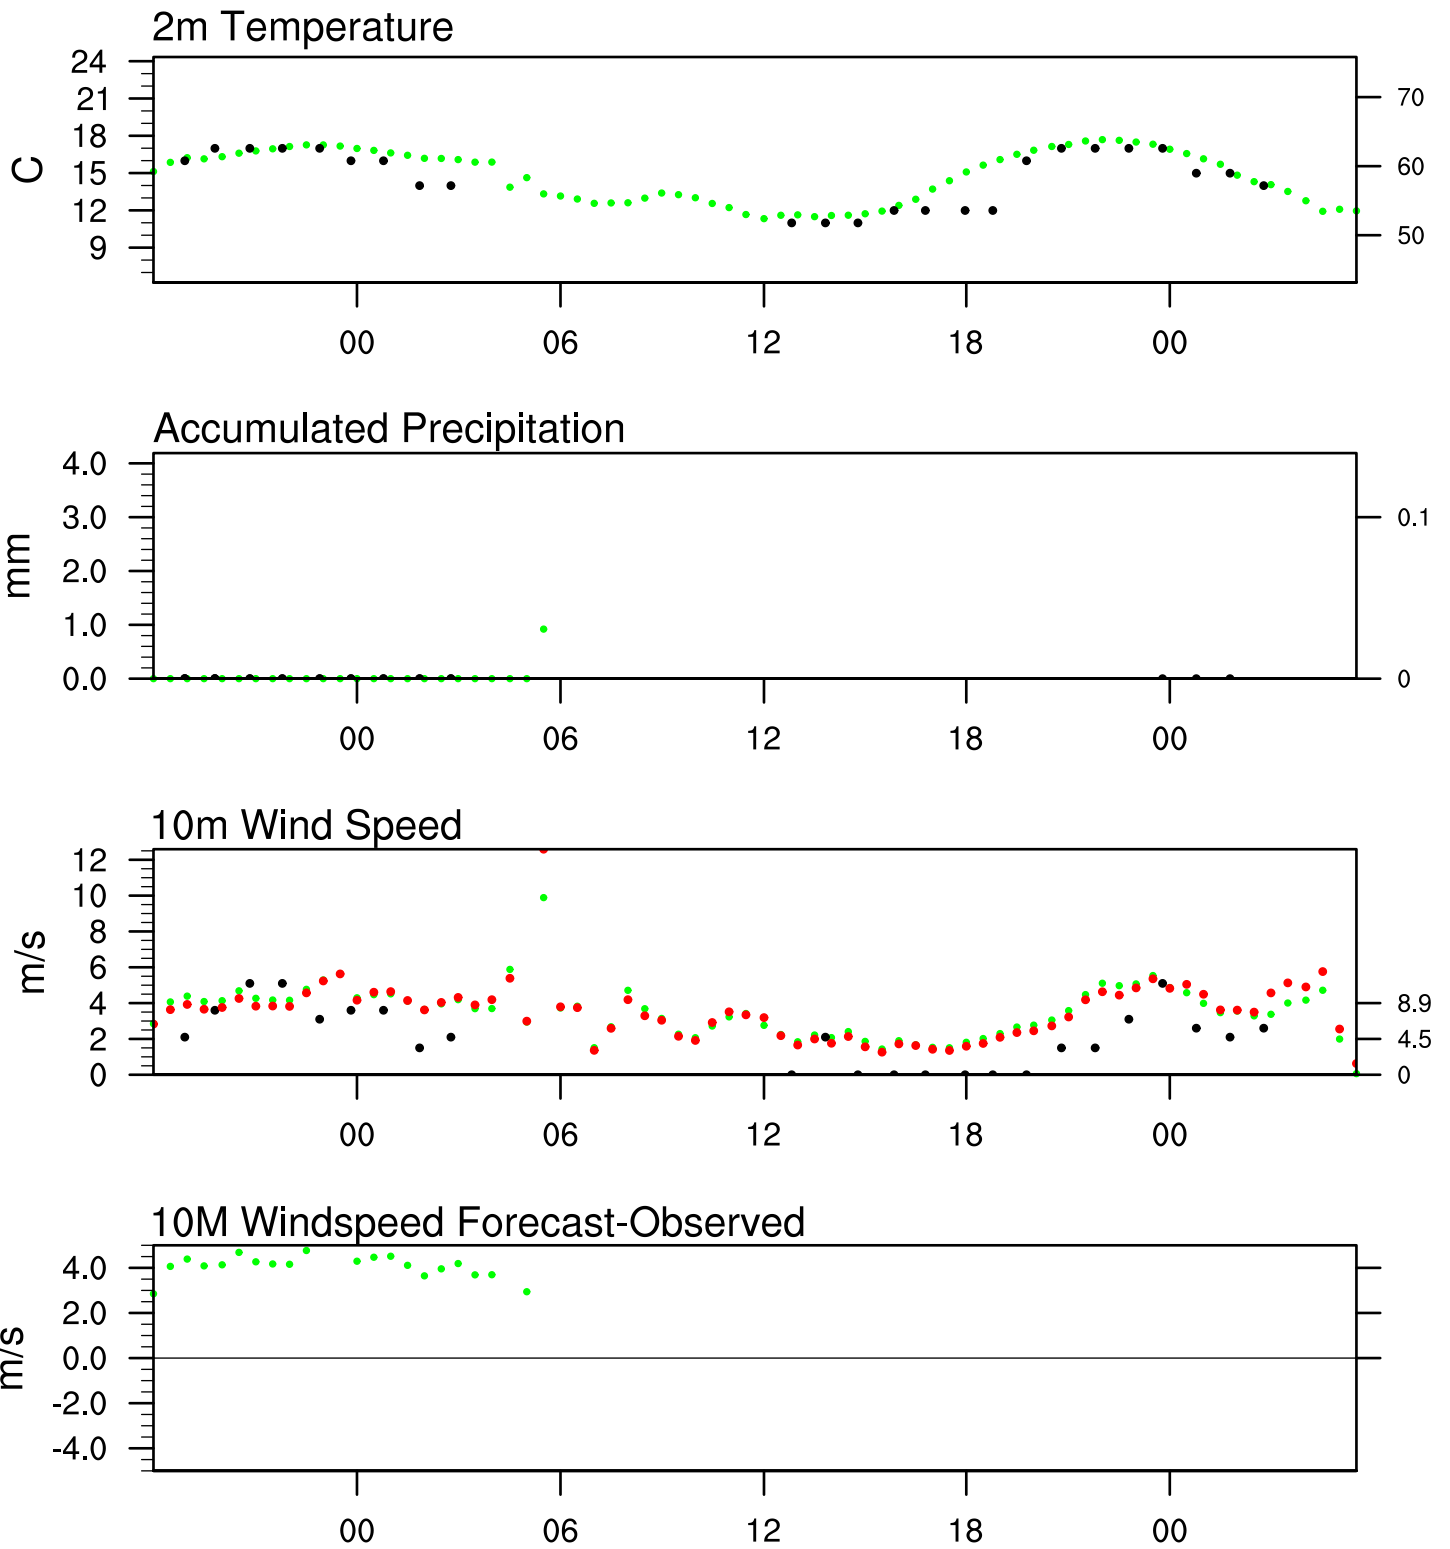 2m Temperature
24
21
18
15
12
9
C
70
60
50
00 06 12 18 00
Accumulated Precipitation
4.0
3.0
2.0
1.0
0.0
mm
0.1
0
00 06 12 18 00
10m Wind Speed
12
10
8
6
4
2
0
m/s
8.9
4.5
0
00 06 12 18 00
10M Windspeed Forecast-Observed
4.0
2.0
0.0
-2.0
-4.0
m/s
00 06 12 18 00